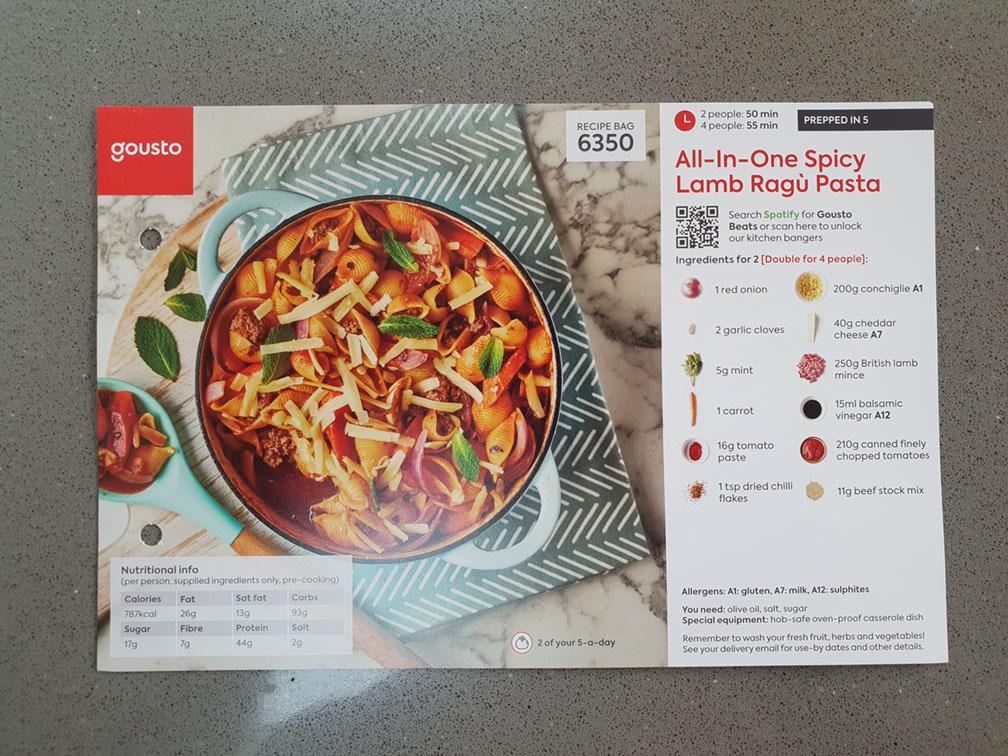 gousto
RECIPE BAG
6350
2 people: 50 min
4 people: 55 min
PREPPED IN 5
All-In-One Spicy
Lamb Ragù Pasta
Search Spotify for Gousto
Beats or scan here to unlock
our kitchen bangers
Ingredients for 2 [Double for 4 people]:
1 red onion
200g conchiglie A1
2 garlic cloves
40g cheddar
cheese A7
5g mint
250g British lamb
mince
1 carrot
15ml balsamic
vinegar A12
16g tomato
paste
210g canned finely
chopped tomatoes
1 tsp dried chilli
flakes
11g beef stock mix
Allergens: A1: gluten, A7: milk, A12: sulphites
You need: olive oil, salt, sugar
Special equipment: hob-safe oven-proof casserole dish
Remember to wash your fresh fruit, herbs and vegetables!
See your delivery email for use-by dates and other details.
Nutritional info
(per person, supplied ingredients only, pre-cooking)
Calories Fat Sat fat Carbs
787kcal 26g 13g 93g
Sugar Fibre Protein Salt
17g 7g 44g 2g
2 of your 5-a-day